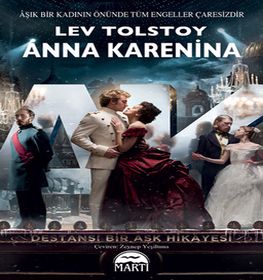 ÂŞIK BİR KADININ ÖNÜNDE TÜM ENGELLER ÇARESİZDİR
LEV TOLSTOY
ANNA KARENİNA
DESTANSI BİR AŞK HİKAYESİ
Çeviren: Zeynep Yeşiltuna
MARTI